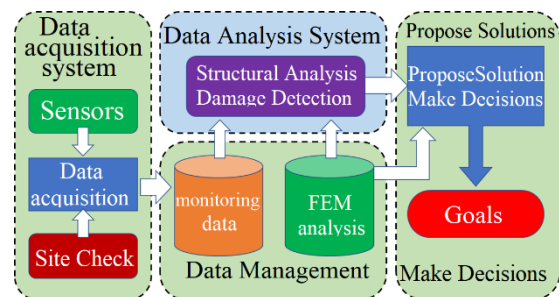 Data
acquisition
system
Sensors
Data
acquisition
Site Check
Data Analysis System
Structural Analysis
Damage Detection
monitoring
data
FEM
analysis
Data Management
Propose Solutions
ProposeSolution
Make Decisions
Goals
Make Decisions